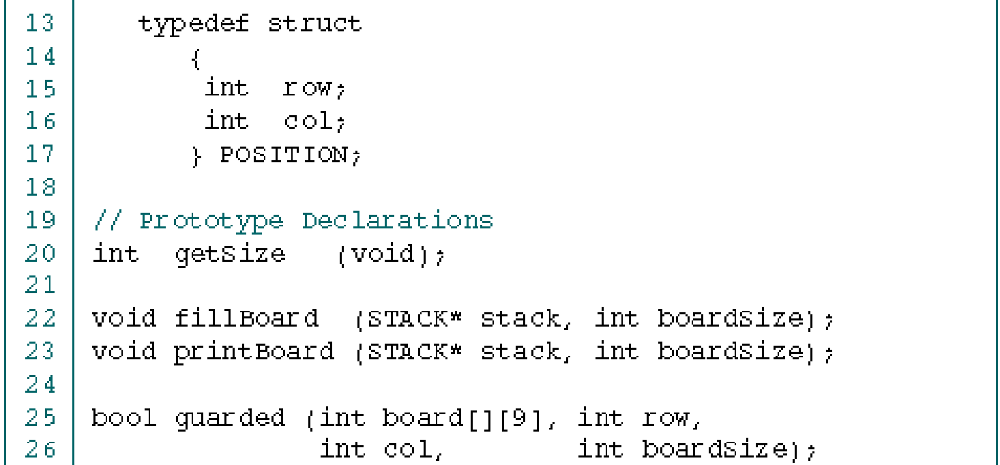 13 typedef struct
14 {
15 int row;
16 int col;
17 } POSITION;
18
19 // Prototype Declarations
20 int getSize (void);
21
22 void fillBoard (STACK* stack, int boardSize);
23 void printBoard (STACK* stack, int boardSize);
24
25 bool guarded (int board[][9], int row,
26 int col, int boardSize);